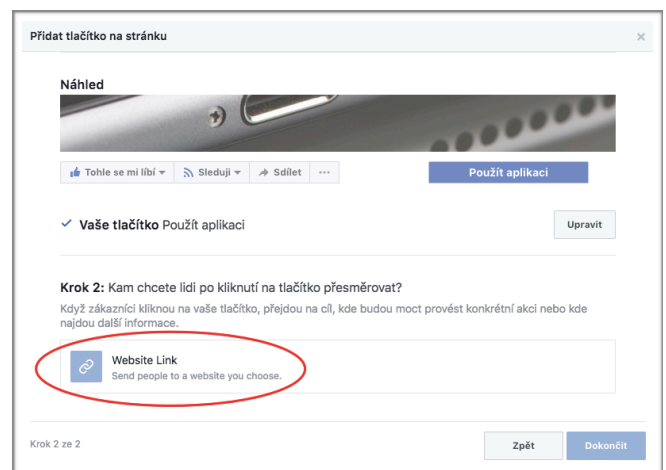 Přidat tlačítko na stránku
Náhled
Tohle se mi líbí
Sleduji
Sdílet
Použít aplikaci
Vaše tlačítko Použít aplikaci
Upravit
Krok 2: Kam chcete lidi po kliknutí na tlačítko přesměrovat?
Když zákazníci kliknou na vaše tlačítko, přejdou na cíl, kde budou moct provést konkrétní akci nebo kde
najdou další informace.
Website Link
Send people to a website you choose.
Krok 2 ze 2
Zpět
Dokončit